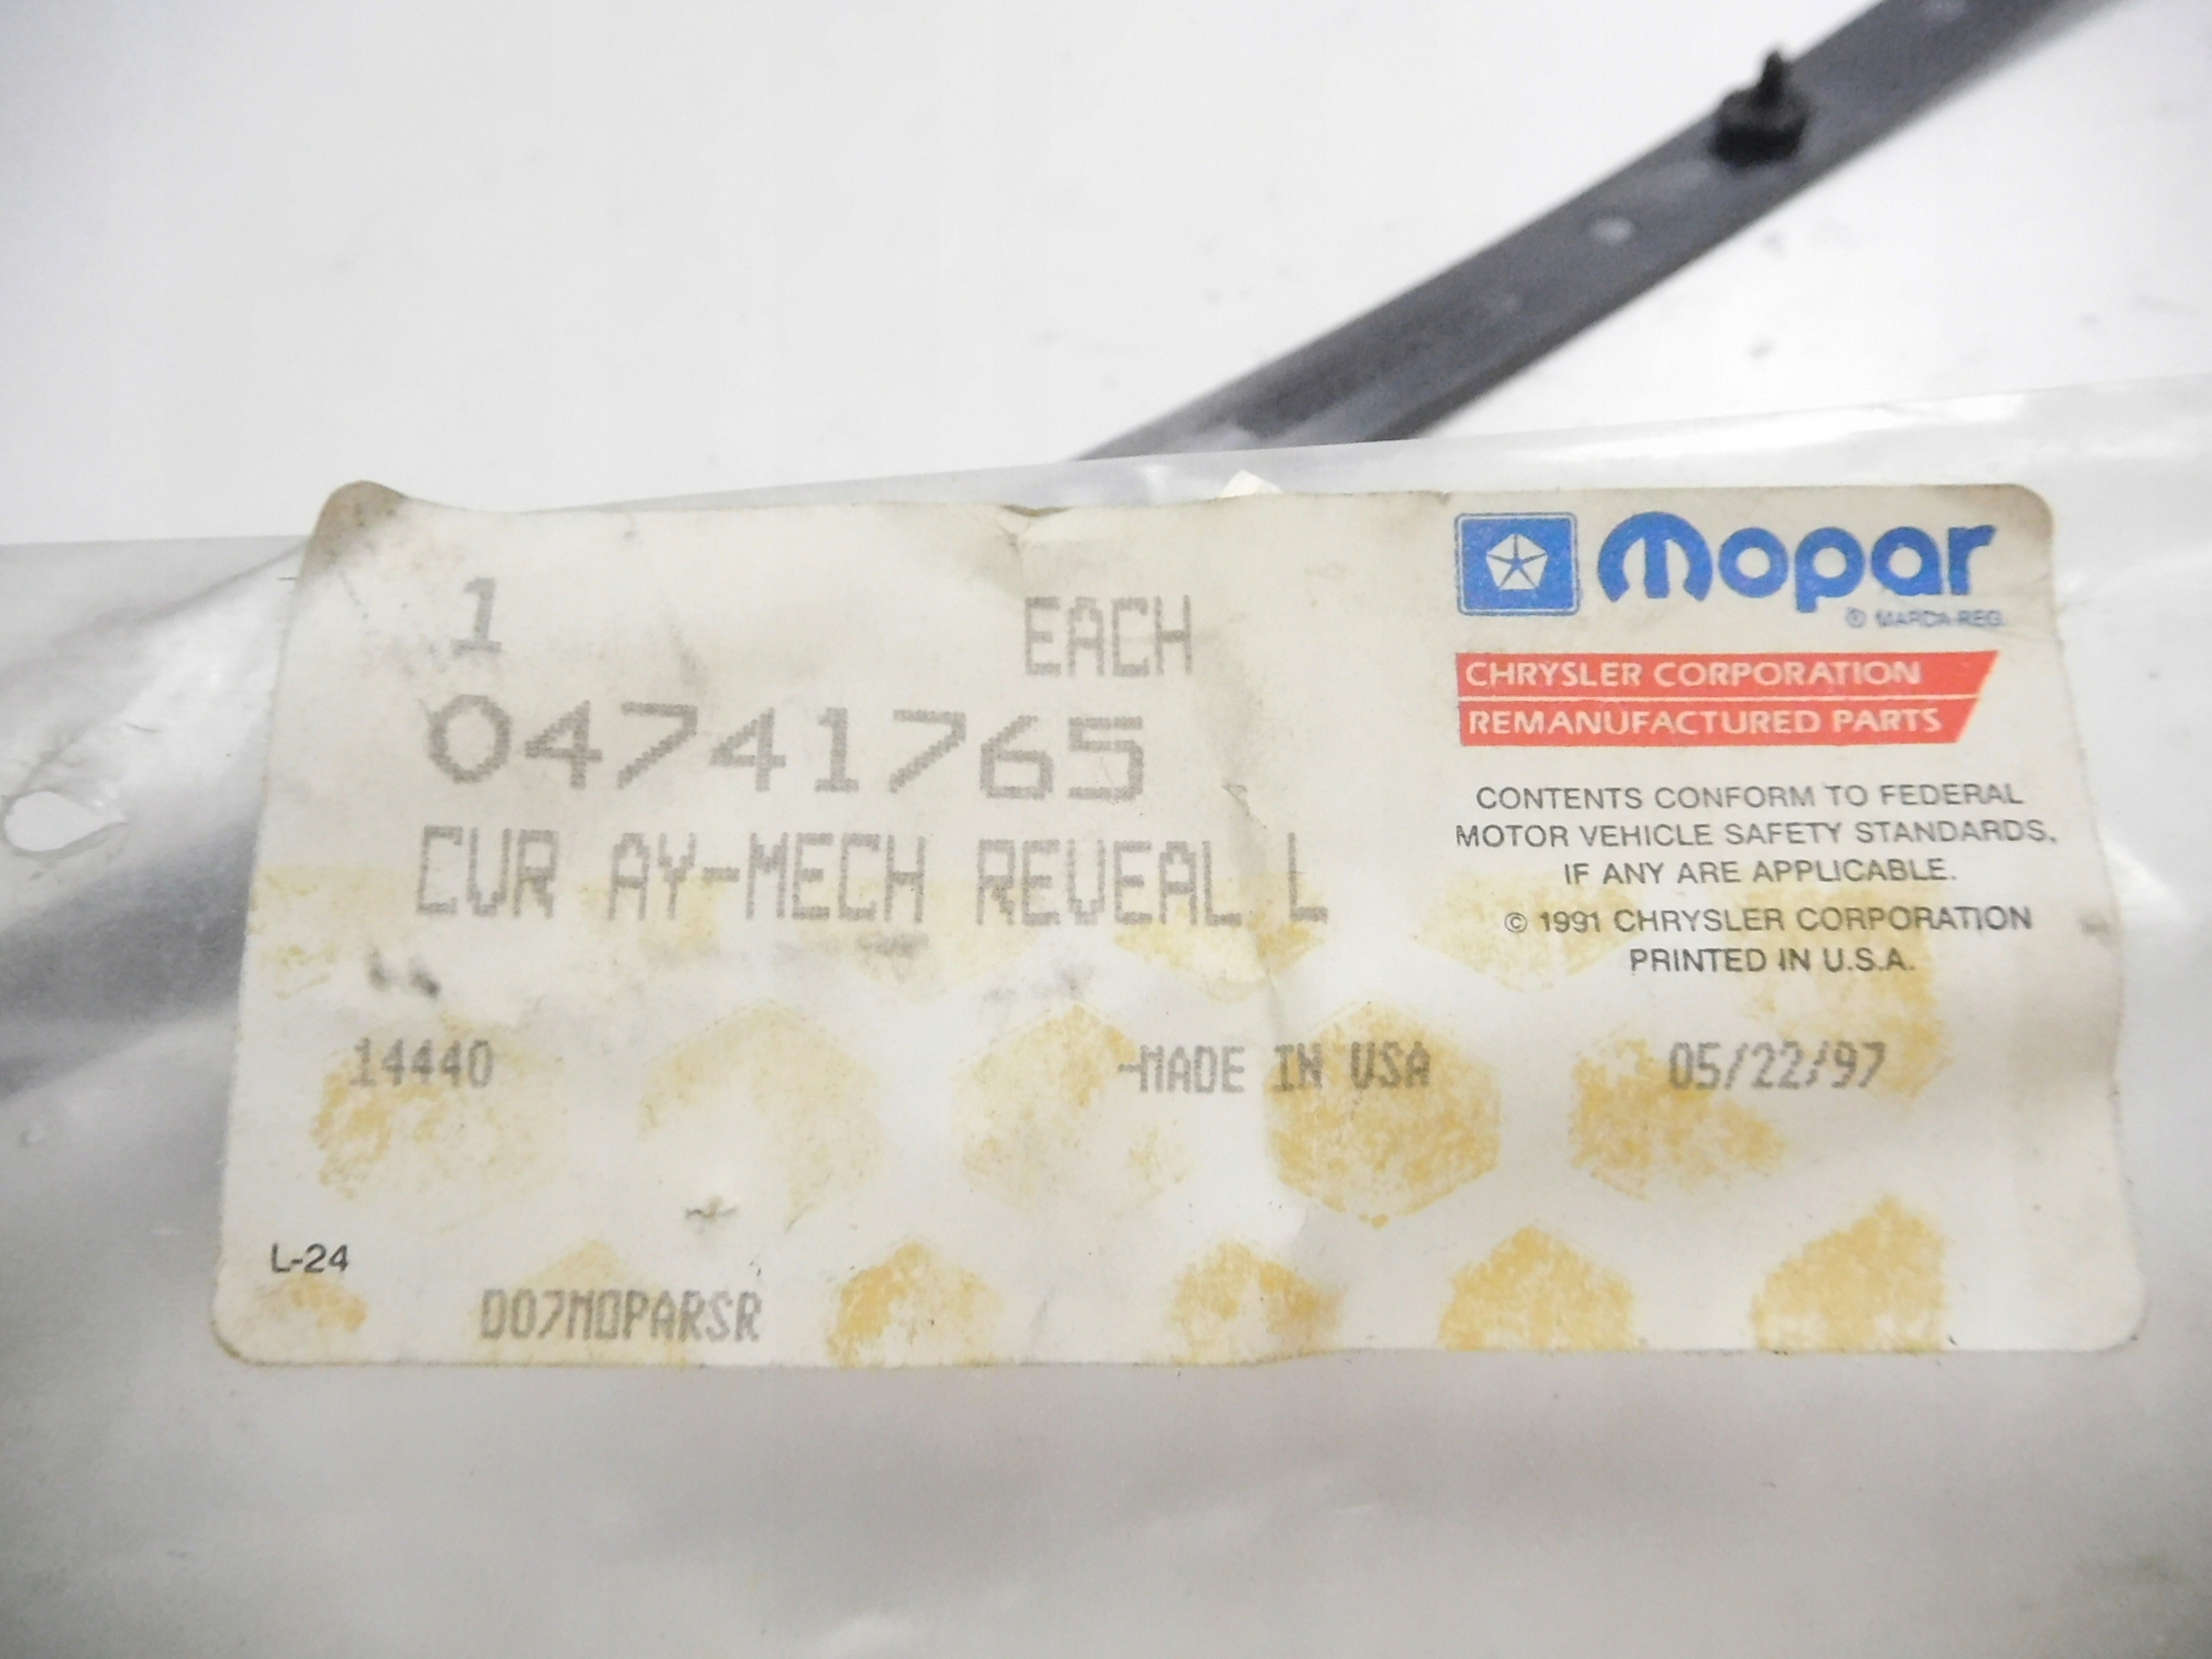 1 EACH
04741765
CVR AY-MECH REVEAL L
14440 -MADE IN USA 05/22/97
L-24
D07MOPARSR
Mopar
CHRYSLER CORPORATION
REMANUFACTURED PARTS
CONTENTS CONFORM TO FEDERAL
MOTOR VEHICLE SAFETY STANDARDS,
IF ANY ARE APPLICABLE.
© 1991 CHRYSLER CORPORATION
PRINTED IN U.S.A.